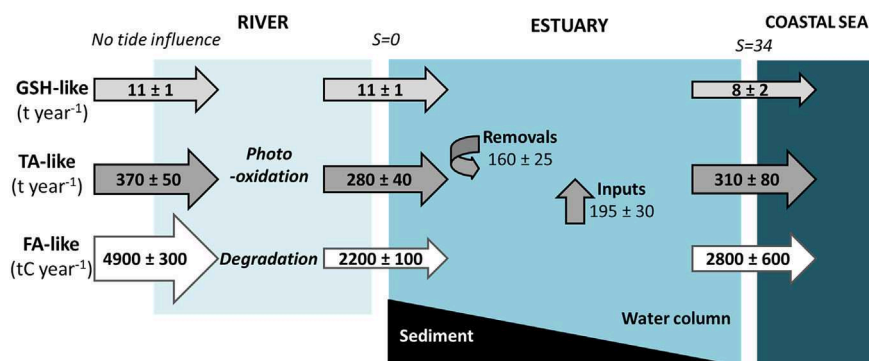 RIVER
ESTUARY
COASTAL SEA
No tide influence
S=0
S=34
GSH-like
(t year⁻¹)
11 ± 1
11 ± 1
8 ± 2
TA-like
(t year⁻¹)
370 ± 50
Photo
-oxidation
280 ± 40
Removals
160 ± 25
Inputs
195 ± 30
310 ± 80
FA-like
(tC year⁻¹)
4900 ± 300
Degradation
2200 ± 100
2800 ± 600
Sediment
Water column